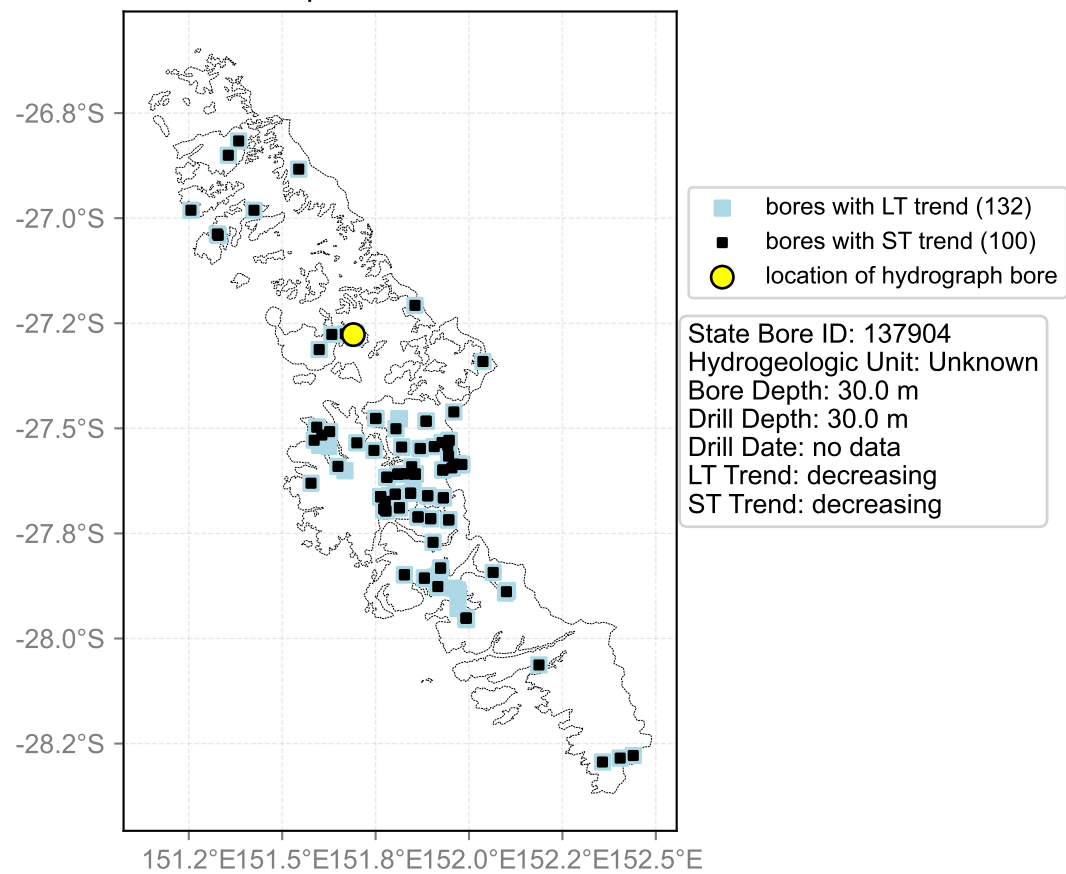 -26.8°S
-27.0°S
-27.2°S
-27.5°S
-27.8°S
-28.0°S
-28.2°S
151.2°E151.5°E151.8°E152.0°E152.2°E152.5°E
bores with LT trend (132)
bores with ST trend (100)
location of hydrograph bore
State Bore ID: 137904
Hydrogeologic Unit: Unknown
Bore Depth: 30.0 m
Drill Depth: 30.0 m
Drill Date: no data
LT Trend: decreasing
ST Trend: decreasing